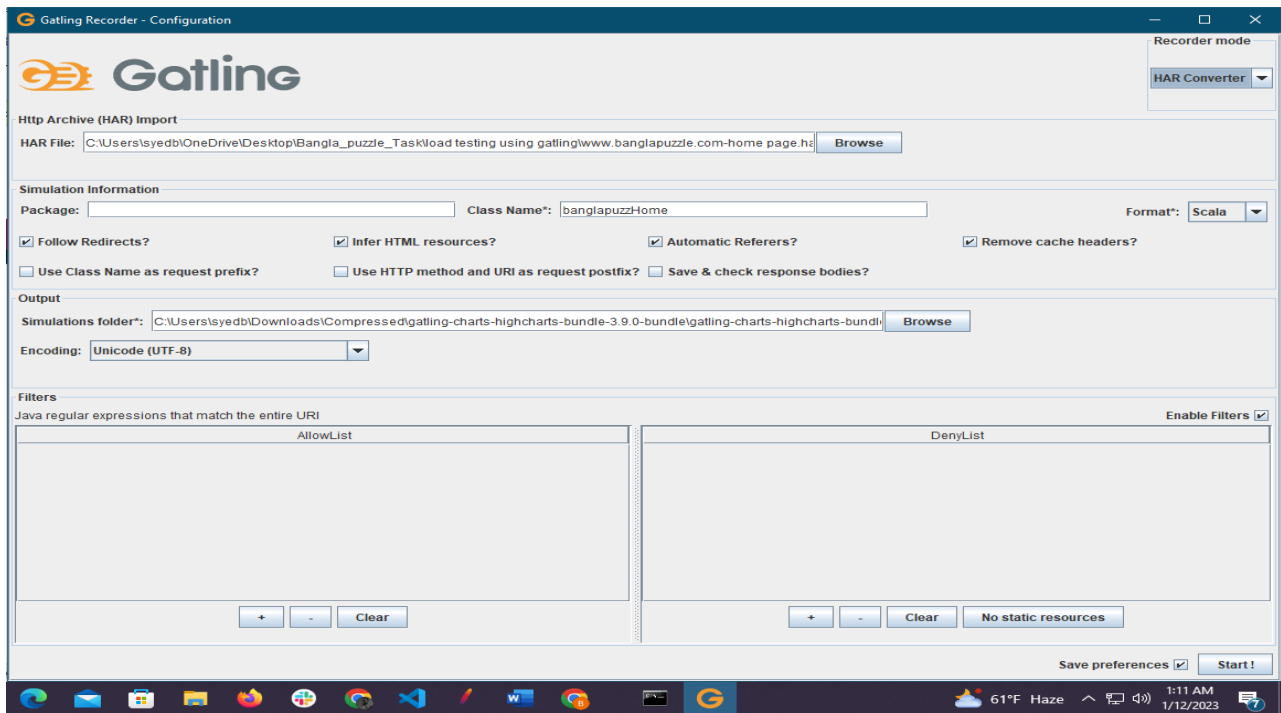 Gatling Recorder - Configuration
Gatling
Recorder mode
HAR Converter
Http Archive (HAR) Import
HAR File: C:\Users\syedb\OneDrive\Desktop\Bangla_puzzle_Task\load testing using gatling\www.banglapuzzle.com-home page.ha Browse
Simulation Information
Package: Class Name*: banglapuzzHome Format*: Scala
Follow Redirects? Infer HTML resources? Automatic Referers? Remove cache headers?
Use Class Name as request prefix? Use HTTP method and URI as request postfix? Save & check response bodies?
Output
Simulations folder*: C:\Users\syedb\Downloads\Compressed\gatling-charts-highcharts-bundle-3.9.0-bundle\gatling-charts-highcharts-bundl Browse
Encoding: Unicode (UTF-8)
Filters
Java regular expressions that match the entire URI Enable Filters
AllowList DenyList
+ - Clear + - Clear No static resources
Save preferences Start !
61°F Haze 1:11 AM
1/12/2023 7